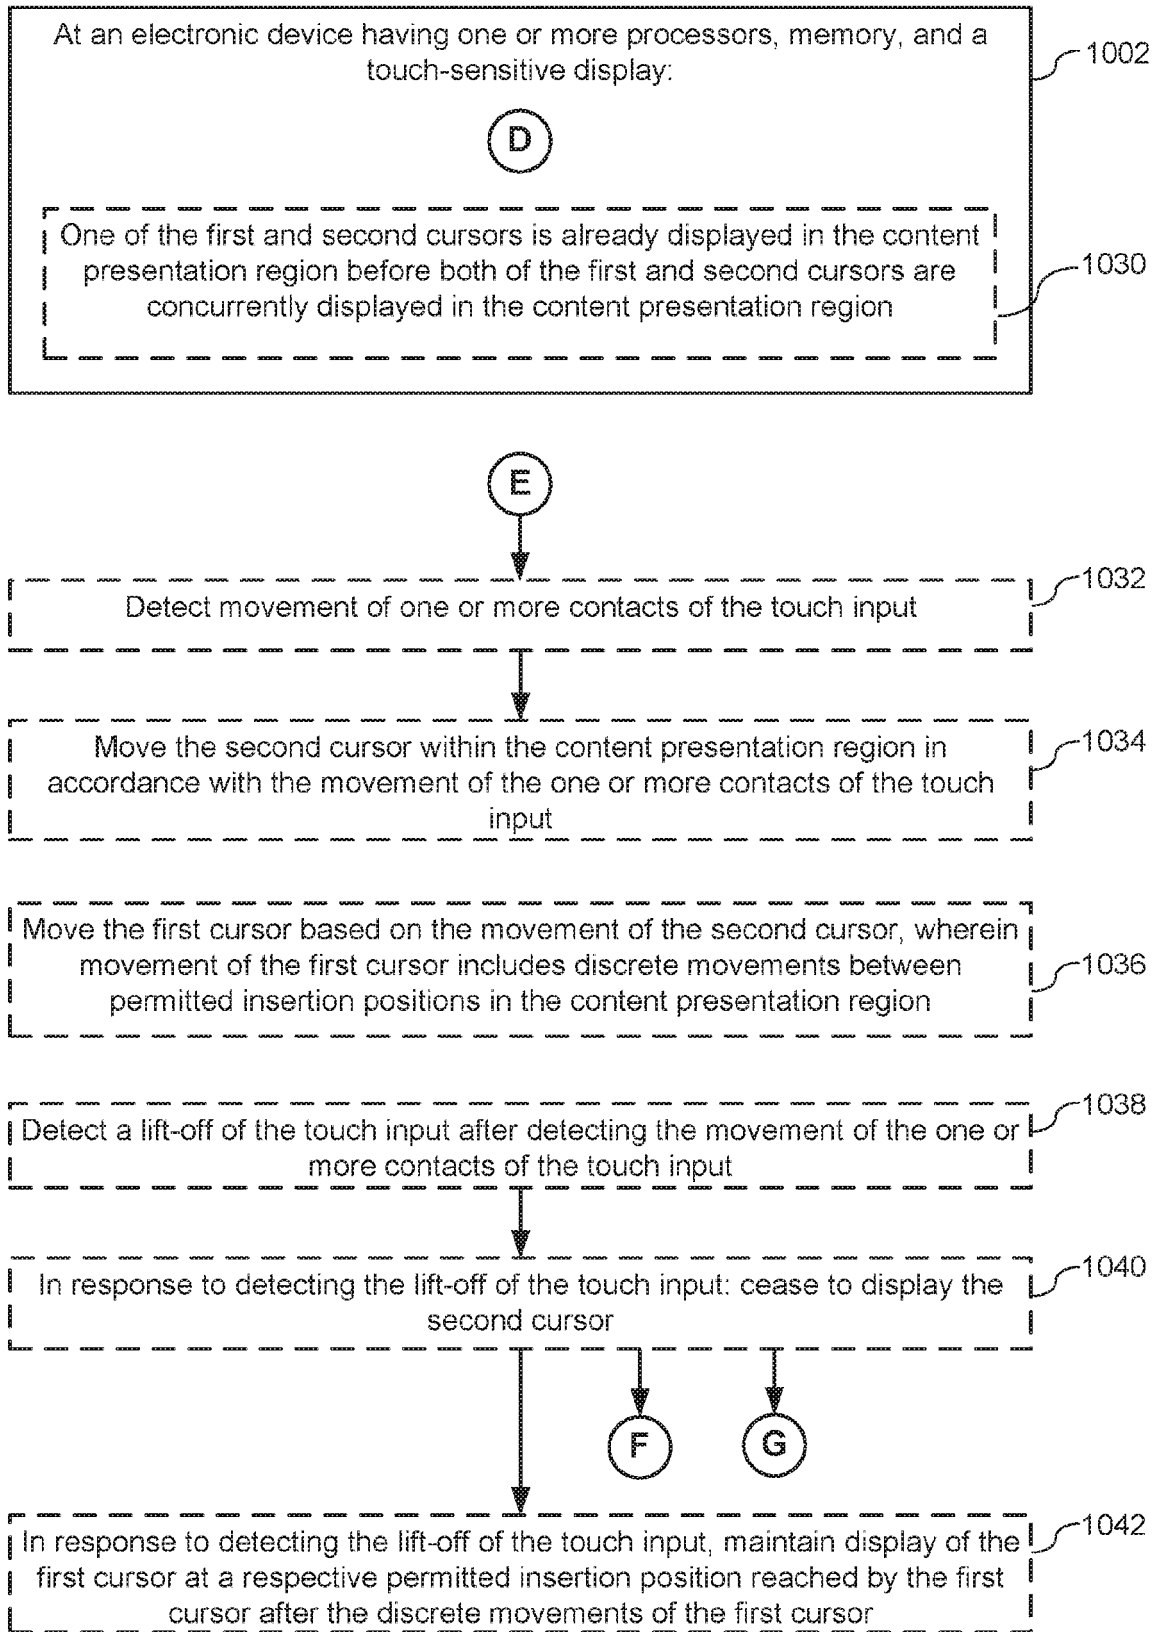 At an electronic device having one or more processors, memory, and a
touch-sensitive display:
1002
D
One of the first and second cursors is already displayed in the content
presentation region before both of the first and second cursors are
concurrently displayed in the content presentation region
1030
E
1032
Detect movement of one or more contacts of the touch input
1034
Move the second cursor within the content presentation region in
accordance with the movement of the one or more contacts of the touch
input
Move the first cursor based on the movement of the second cursor, wherein
movement of the first cursor includes discrete movements between
permitted insertion positions in the content presentation region
1036
1038
Detect a lift-off of the touch input after detecting the movement of the one or
more contacts of the touch input
1040
In response to detecting the lift-off of the touch input: cease to display the
second cursor
F
G
1042
In response to detecting the lift-off of the touch input, maintain display of the
first cursor at a respective permitted insertion position reached by the first
cursor after the discrete movements of the first cursor